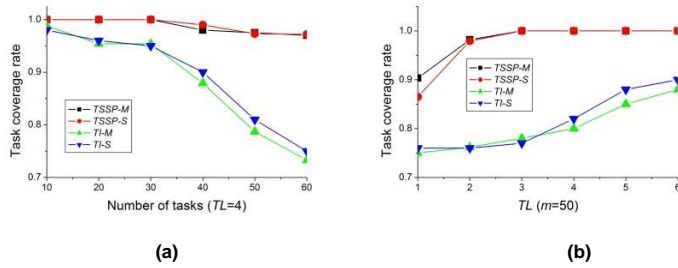 1.0
0.9
0.8
0.7
Task coverage rate
TSSP-M
TSSP-S
TI-M
TI-S
10 20 30 40 50 60
Number of tasks (TL=4)
(a)
1.0
0.9
0.8
0.7
Task coverage rate
TSSP-M
TSSP-S
TI-M
TI-S
1 2 3 4 5 6
TL (m=50)
(b)